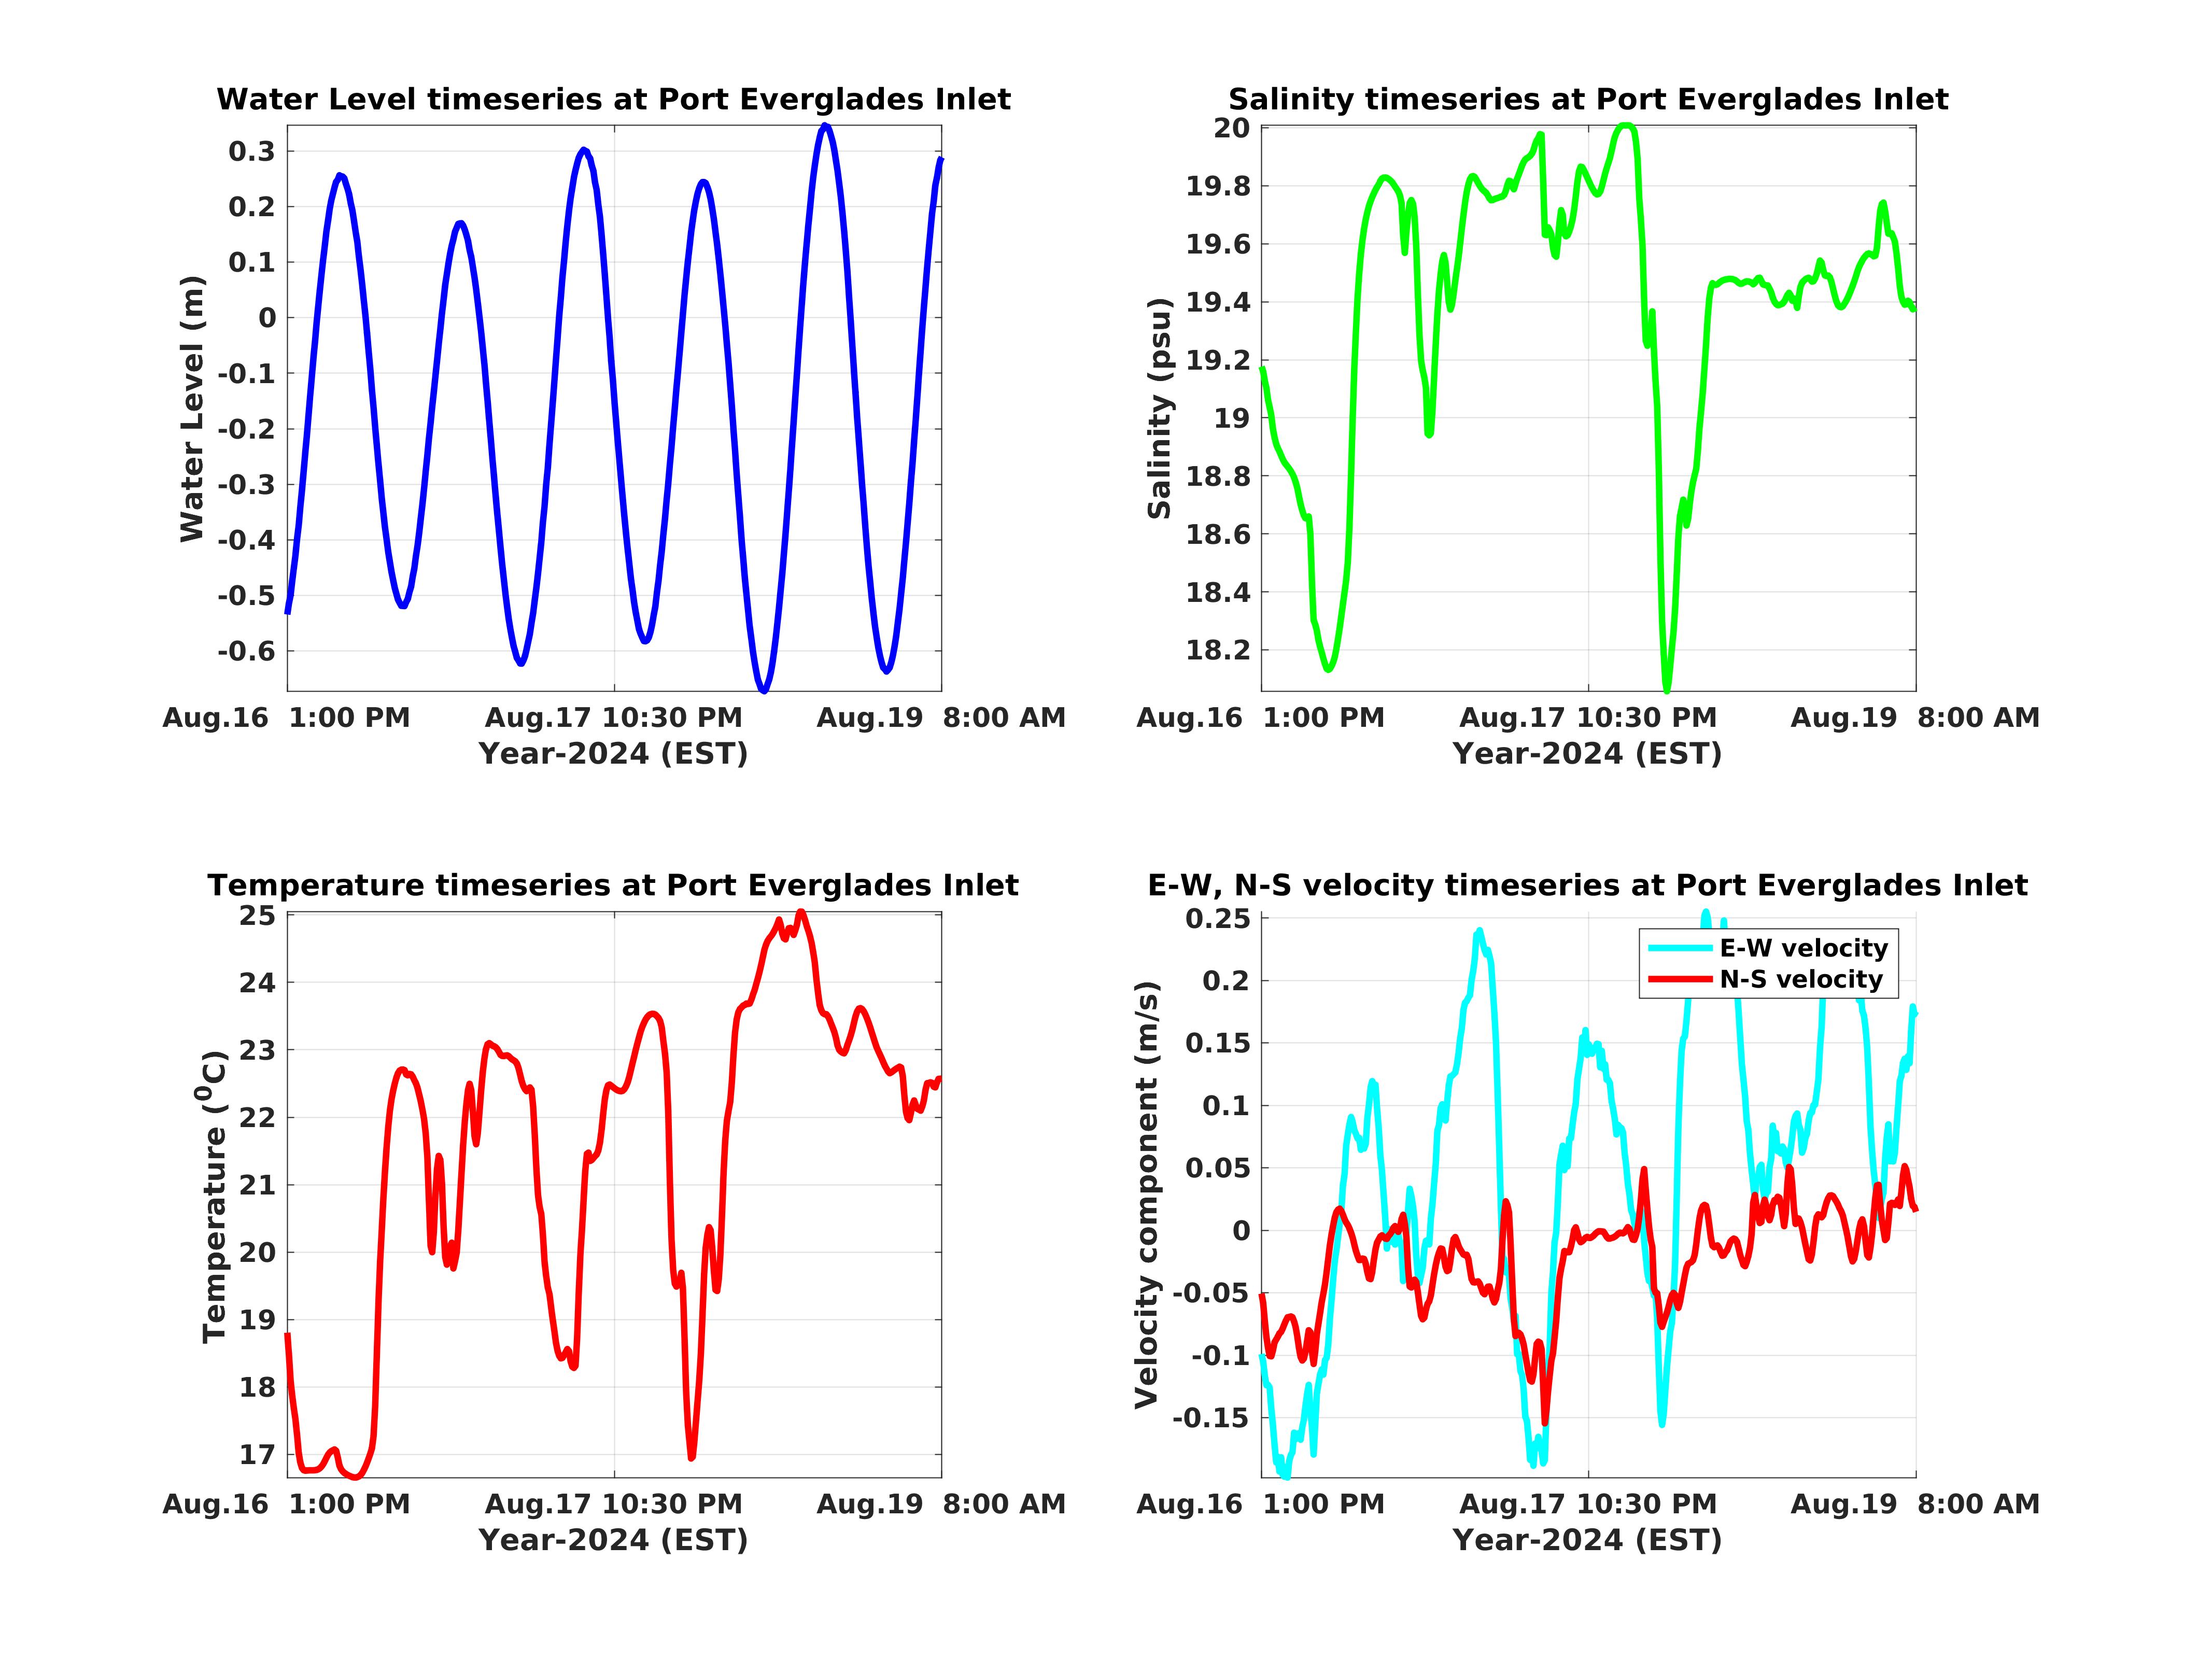 Water Level timeseries at Port Everglades Inlet
0.3
0.2
0.1
0
-0.1
-0.2
-0.3
-0.4
-0.5
-0.6
Water Level (m)
Aug.16 1:00 PM
Aug.17 10:30 PM
Aug.19 8:00 AM
Year-2024 (EST)
Salinity timeseries at Port Everglades Inlet
20
19.8
19.6
19.4
19.2
19
18.8
18.6
18.4
18.2
Salinity (psu)
Aug.16 1:00 PM
Aug.17 10:30 PM
Aug.19 8:00 AM
Year-2024 (EST)
Temperature timeseries at Port Everglades Inlet
25
24
23
22
21
20
19
18
17
Temperature (⁰C)
Aug.16 1:00 PM
Aug.17 10:30 PM
Aug.19 8:00 AM
Year-2024 (EST)
E-W, N-S velocity timeseries at Port Everglades Inlet
0.25
0.2
0.15
0.1
0.05
0
-0.05
-0.1
-0.15
Velocity component (m/s)
E-W velocity
N-S velocity
Aug.16 1:00 PM
Aug.17 10:30 PM
Aug.19 8:00 AM
Year-2024 (EST)